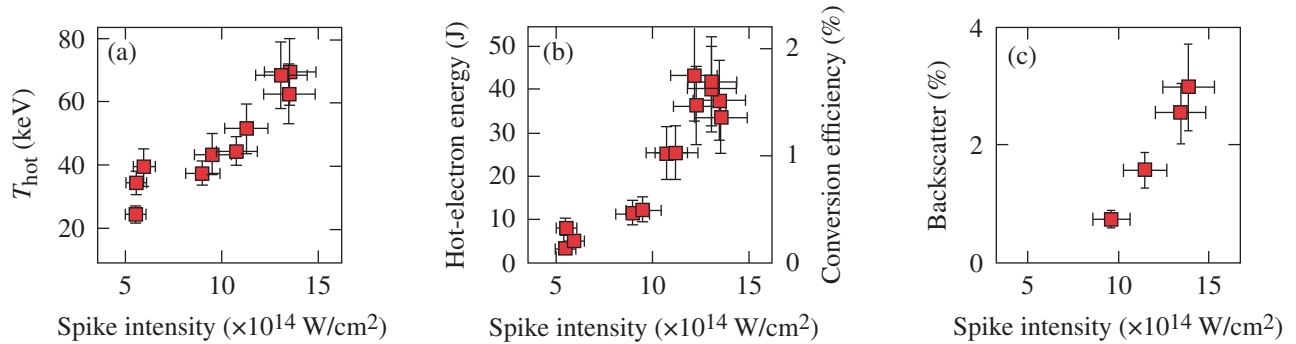 (a)
80
60
40
20
T_hot (keV)
5 10 15
Spike intensity (×10^14 W/cm^2)
(b)
50
40
30
20
10
0
Hot-electron energy (J)
2
1
0
Conversion efficiency (%)
5 10 15
Spike intensity (×10^14 W/cm^2)
(c)
4
2
0
Backscatter (%)
5 10 15
Spike intensity (×10^14 W/cm^2)